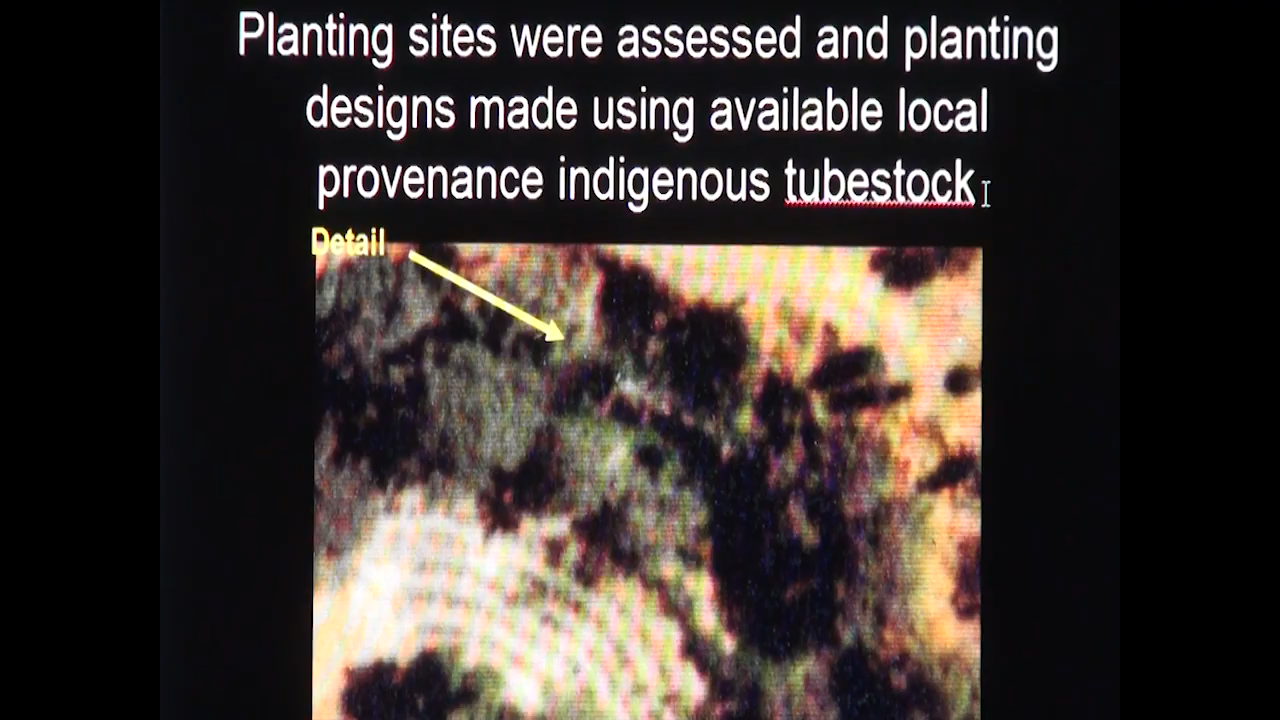 Planting sites were assessed and planting
designs made using available local
provenance indigenous tubestock
Detail